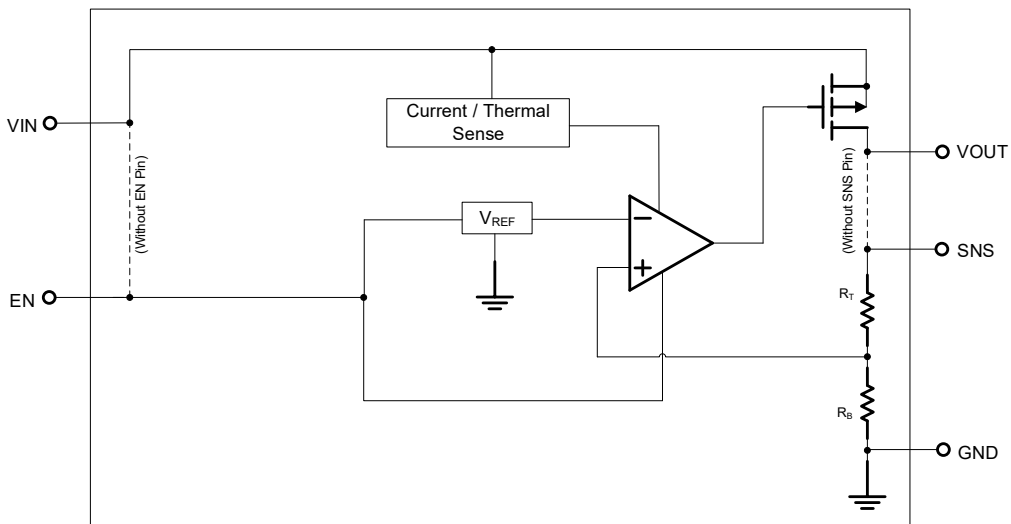 Current / Thermal
Sense
VIN
(Without EN Pin)
(Without SNS Pin)
VOUT
VREF
−
+
SNS
EN
RT
RB
GND